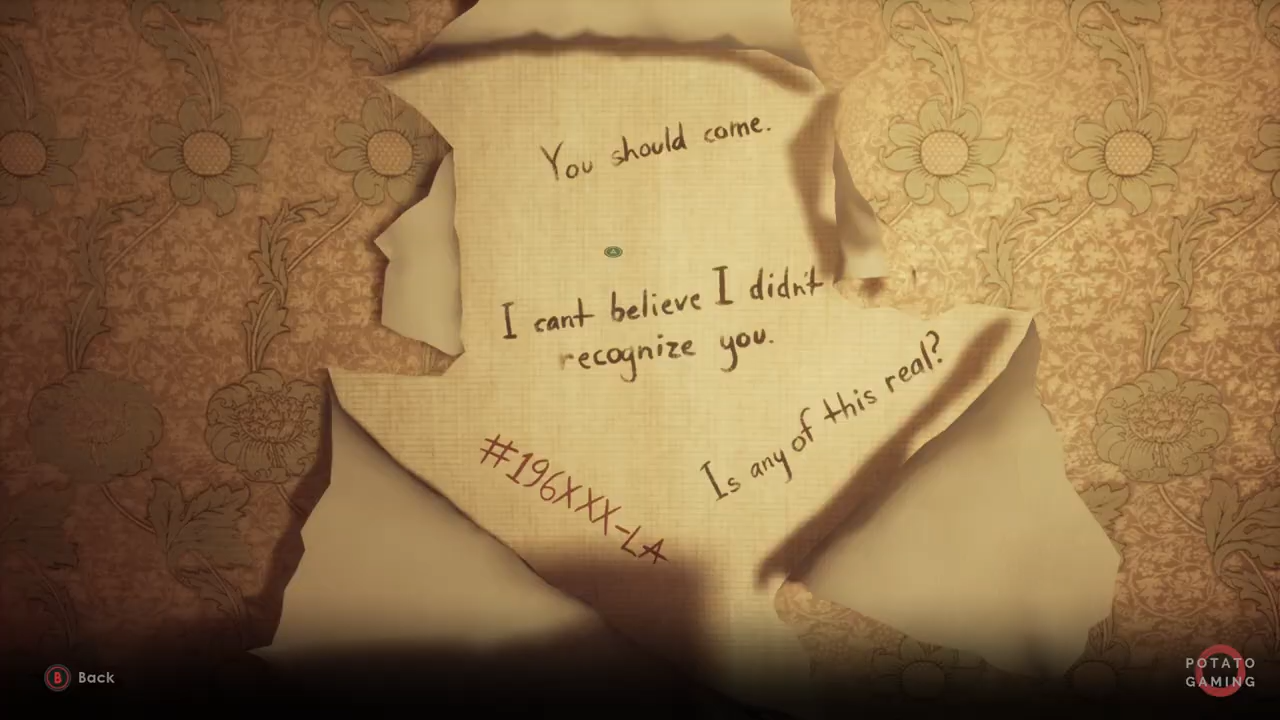 You should come.
I cant believe I didn't
recognize you.
Is any of this real?
#196XXX-LA
B Back
POTATO
GAMING